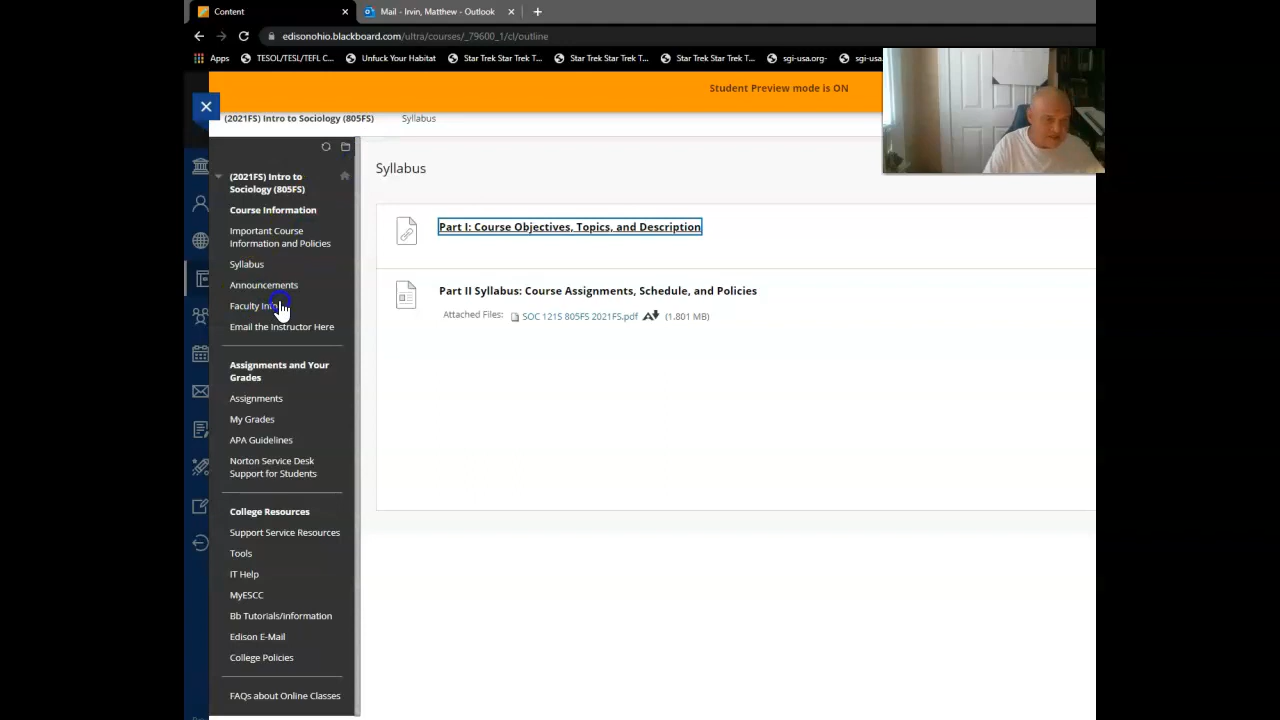 Content
Mail - Irvin, Matthew - Outlook
edisonohio.blackboard.com/ultra/courses/_79600_1/cl/outline
Apps
TESOL/TESL/TEFL C...
Unfuck Your Habitat
Star Trek Star Trek T...
Star Trek Star Trek T...
Star Trek Star Trek T...
sgi-usa.org-
sgi-usa.
Student Preview mode is ON
(2021FS) Intro to Sociology (805FS)
Syllabus
(2021FS) Intro to
Sociology (805FS)
Course Information
Important Course
Information and Policies
Syllabus
Announcements
Faculty
Email the Instructor Here
Assignments and Your
Grades
Assignments
My Grades
APA Guidelines
Norton Service Desk
Support for Students
College Resources
Support Service Resources
Tools
IT Help
MyESCC
Bb Tutorials/information
Edison E-Mail
College Policies
FAQs about Online Classes
Syllabus
Part I: Course Objectives, Topics, and Description
Part II Syllabus: Course Assignments, Schedule, and Policies
Attached Files: SOC 121S 805FS 2021FS.pdf (1.801 MB)